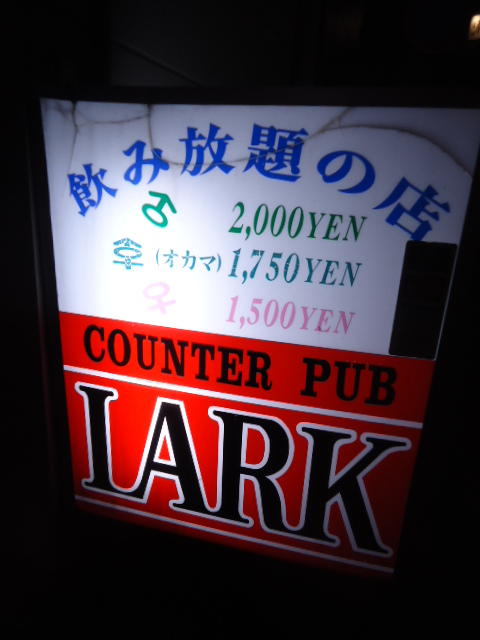 飲み放題の店
♂ 2,000YEN
(オカマ) 1,750YEN
♀ 1,500YEN
COUNTER PUB
LARK